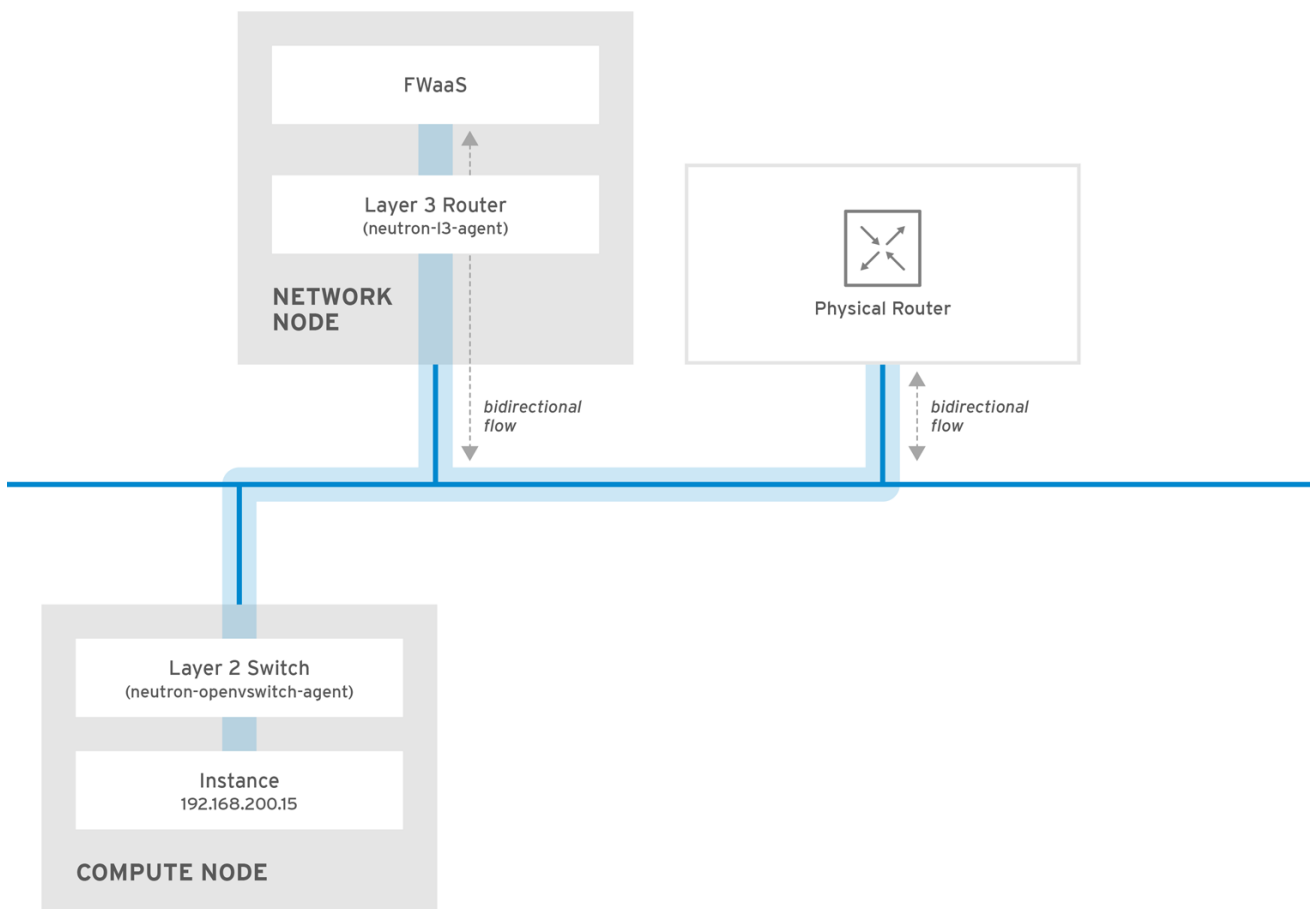 FWaaS
Layer 3 Router
(neutron-l3-agent)
NETWORK
NODE
Physical Router
bidirectional
flow
bidirectional
flow
Layer 2 Switch
(neutron-openvswitch-agent)
Instance
192.168.200.15
COMPUTE NODE